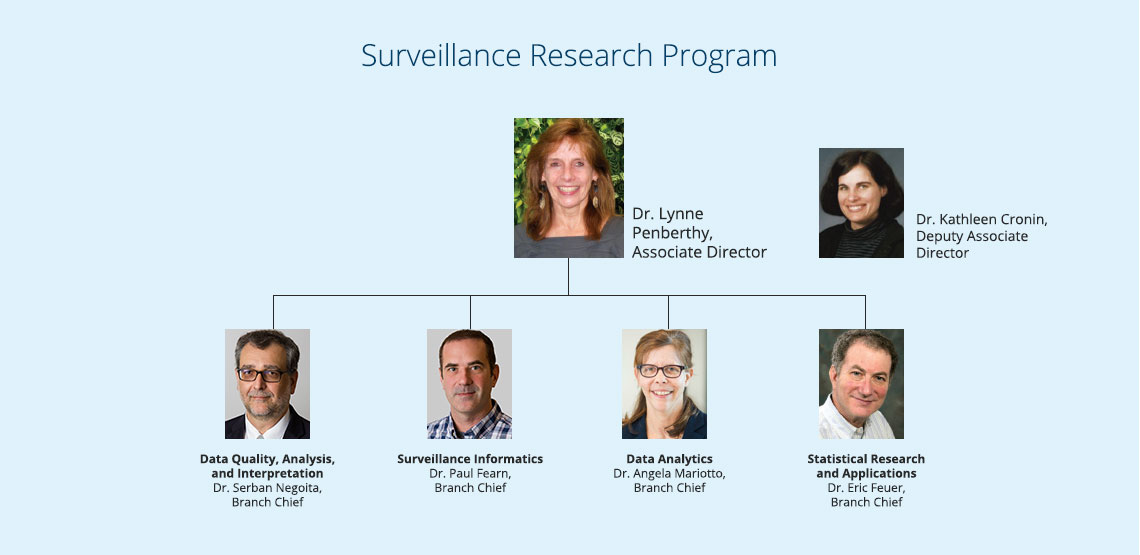 Surveillance Research Program
Dr. Lynne
Penberthy,
Associate Director
Dr. Kathleen Cronin,
Deputy Associate
Director
Data Quality, Analysis,
and Interpretation
Dr. Serban Negoita,
Branch Chief
Surveillance Informatics
Dr. Paul Fearn,
Branch Chief
Data Analytics
Dr. Angela Mariotto,
Branch Chief
Statistical Research
and Applications
Dr. Eric Feuer,
Branch Chief